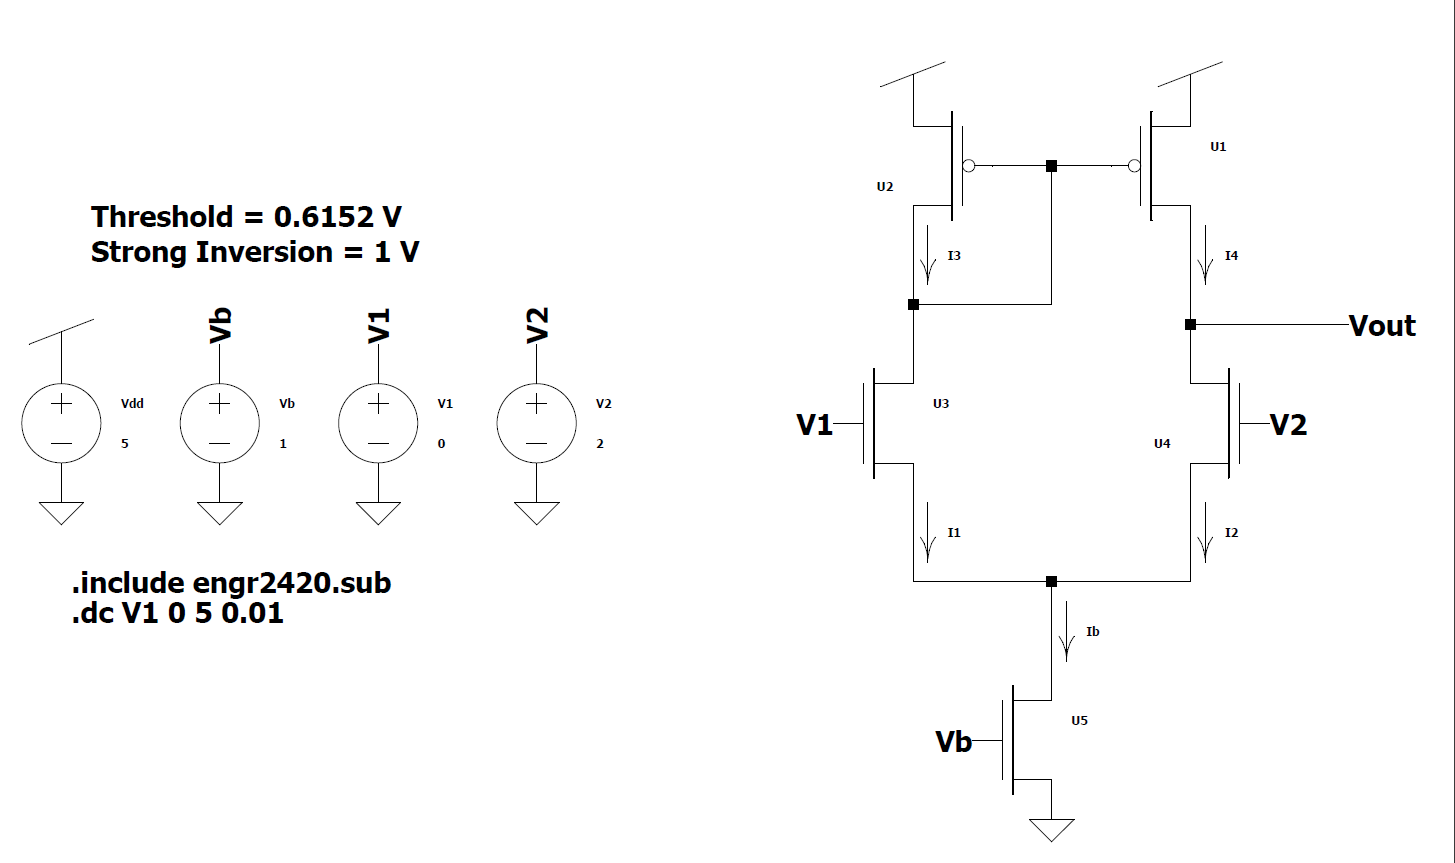 Threshold = 0.6152 V
Strong Inversion = 1 V
Vb
V1
V2
Vdd
5
Vb
1
V1
0
V2
2
.include engr2420.sub
.dc V1 0 5 0.01
U2
U1
I3
I4
Vout
V1
U3
U4
V2
I1
I2
Ib
Vb
U5